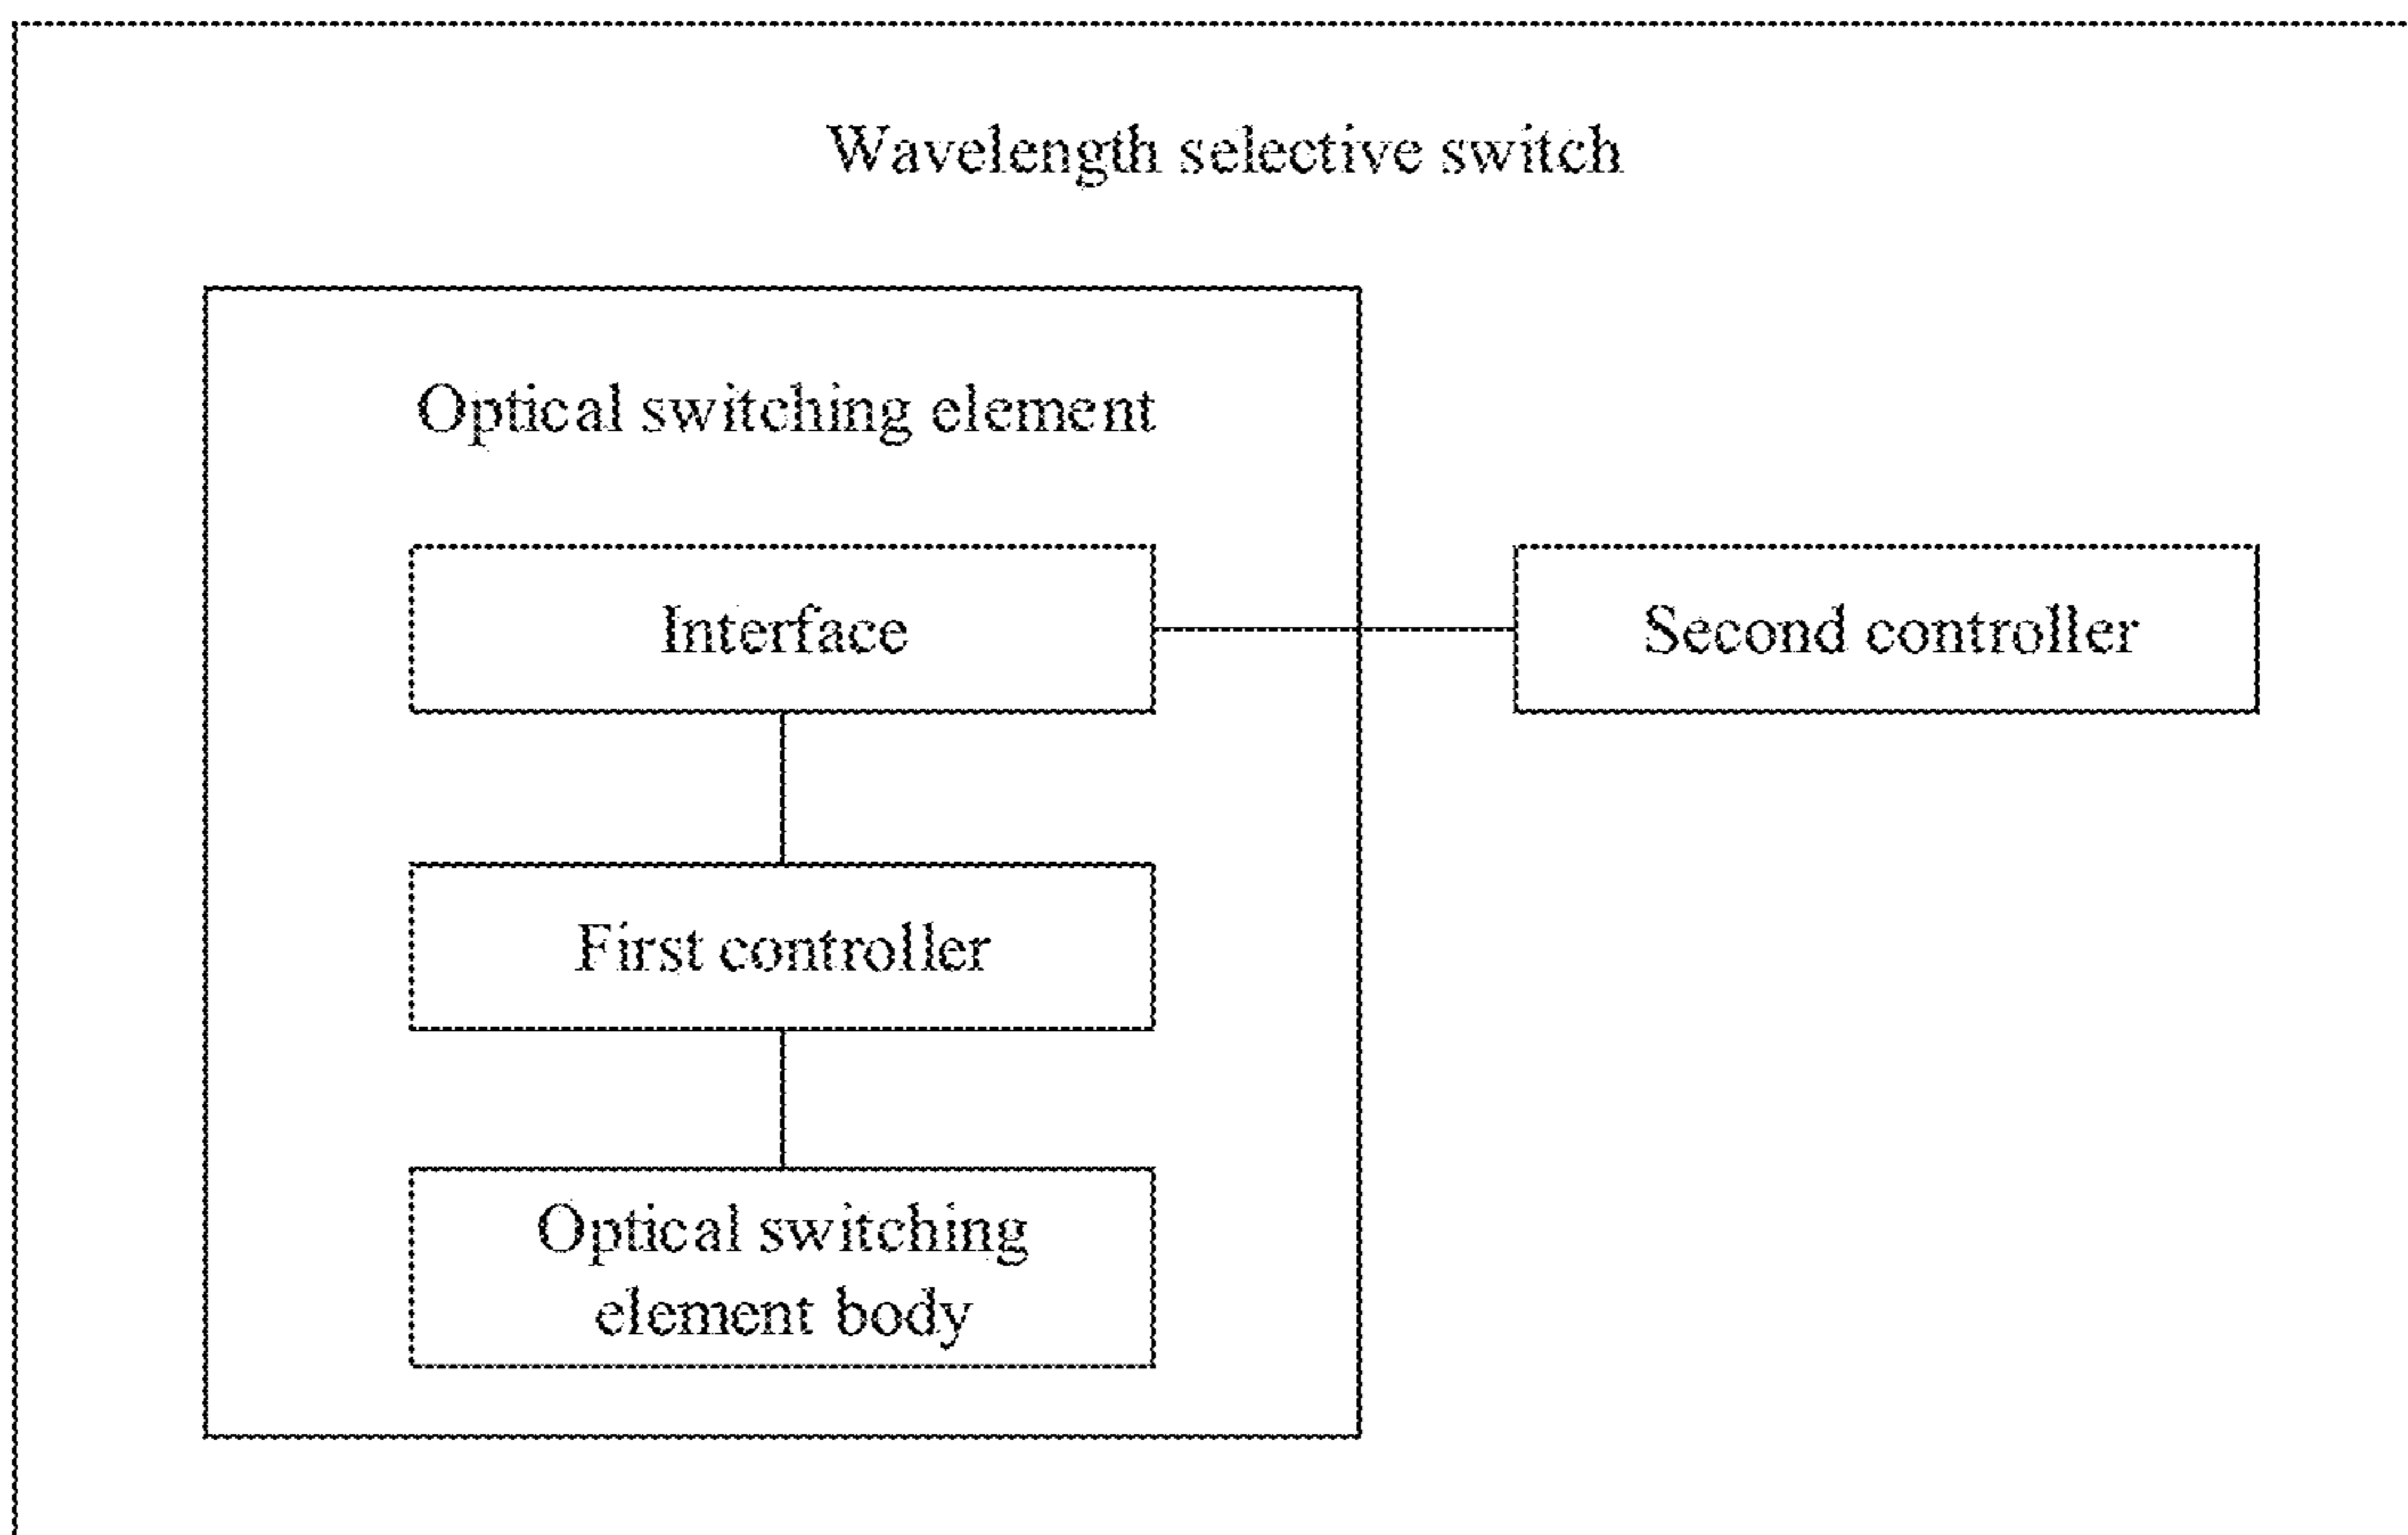 Wavelength selective switch
Optical switching element
Interface
Second controller
First controller
Optical switching
element body